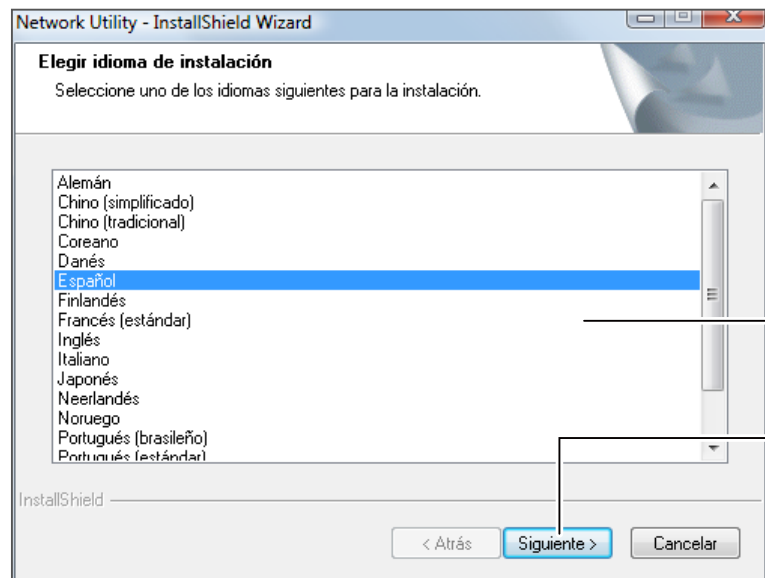 Network Utility - InstallShield Wizard
Elegir idioma de instalación
Seleccione uno de los idiomas siguientes para la instalación.
Alemán
Chino (simplificado)
Chino (tradicional)
Coreano
Danés
Español
Finlandés
Francés (estándar)
Inglés
Italiano
Japonés
Neerlandés
Noruego
Portugués (brasileño)
Portugués (estándar)
InstallShield
< Atrás
Siguiente >
Cancelar